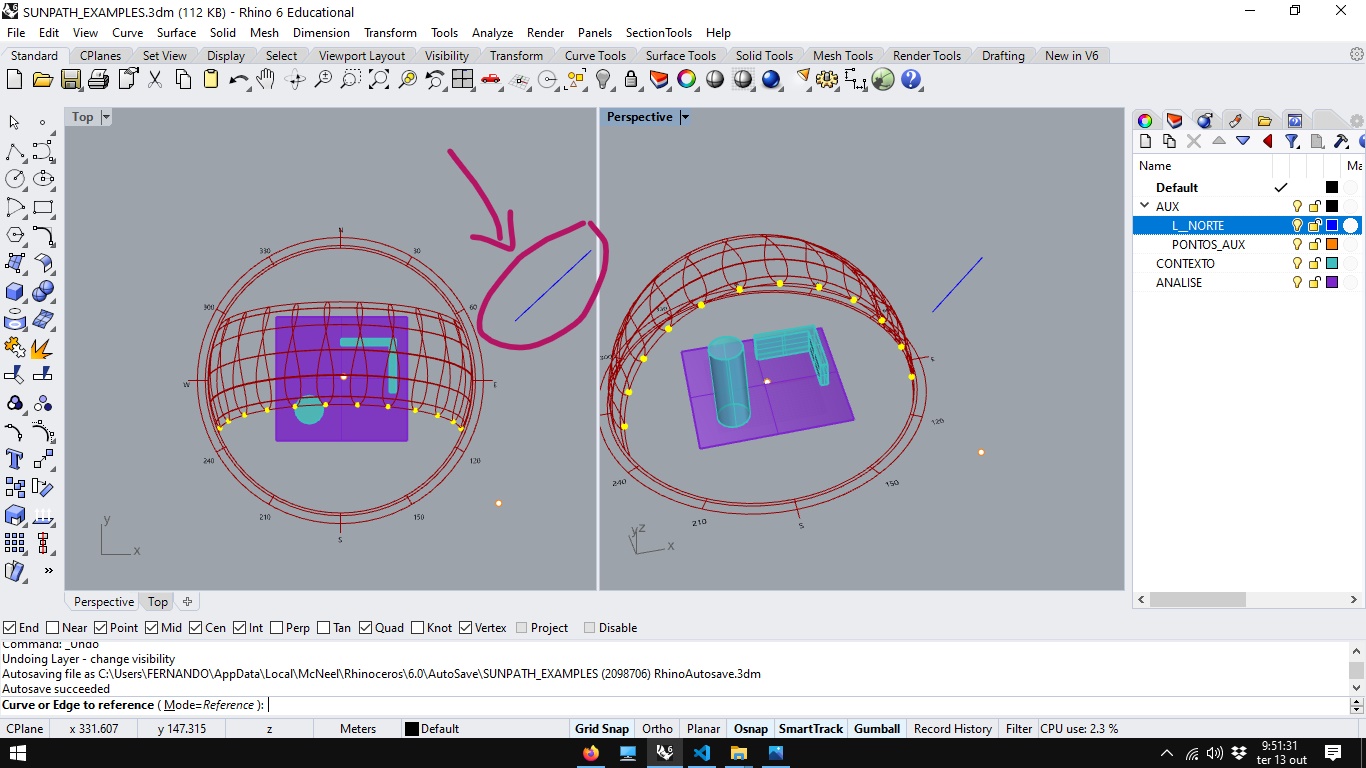 SUNPATH_EXAMPLES.3dm (112 KB) - Rhino 6 Educational
File Edit View Curve Surface Solid Mesh Dimension Transform Tools Analyze Render Panels SectionTools Help
Standard CPlanes Set View Display Select Viewport Layout Visibility Transform Curve Tools Surface Tools Solid Tools Mesh Tools Render Tools Drafting New in V6
Top
Perspective
Name Ma
Default
AUX
L__NORTE
PONTOS_AUX
CONTEXTO
ANALISE
N
330 30
300 60
W E
240 120
210 150
S
y
x
300
E
120
240 150
210 S
y z
x
Perspective Top
End Near Point Mid Cen Int Perp Tan Quad Knot Vertex Project Disable
Command: _Undo
Undoing Layer - change visibility
Autosaving file as C:\Users\FERNANDO\AppData\Local\McNeel\Rhinoceros\6.0\AutoSave\SUNPATH_EXAMPLES (2098706) RhinoAutosave.3dm
Autosave succeeded
Curve or Edge to reference ( Mode=Reference ):
CPlane x 331.607 y 147.315 z Meters Default Grid Snap Ortho Planar Osnap SmartTrack Gumball Record History Filter CPU use: 2.3 %
9:51:31
ter 13 out